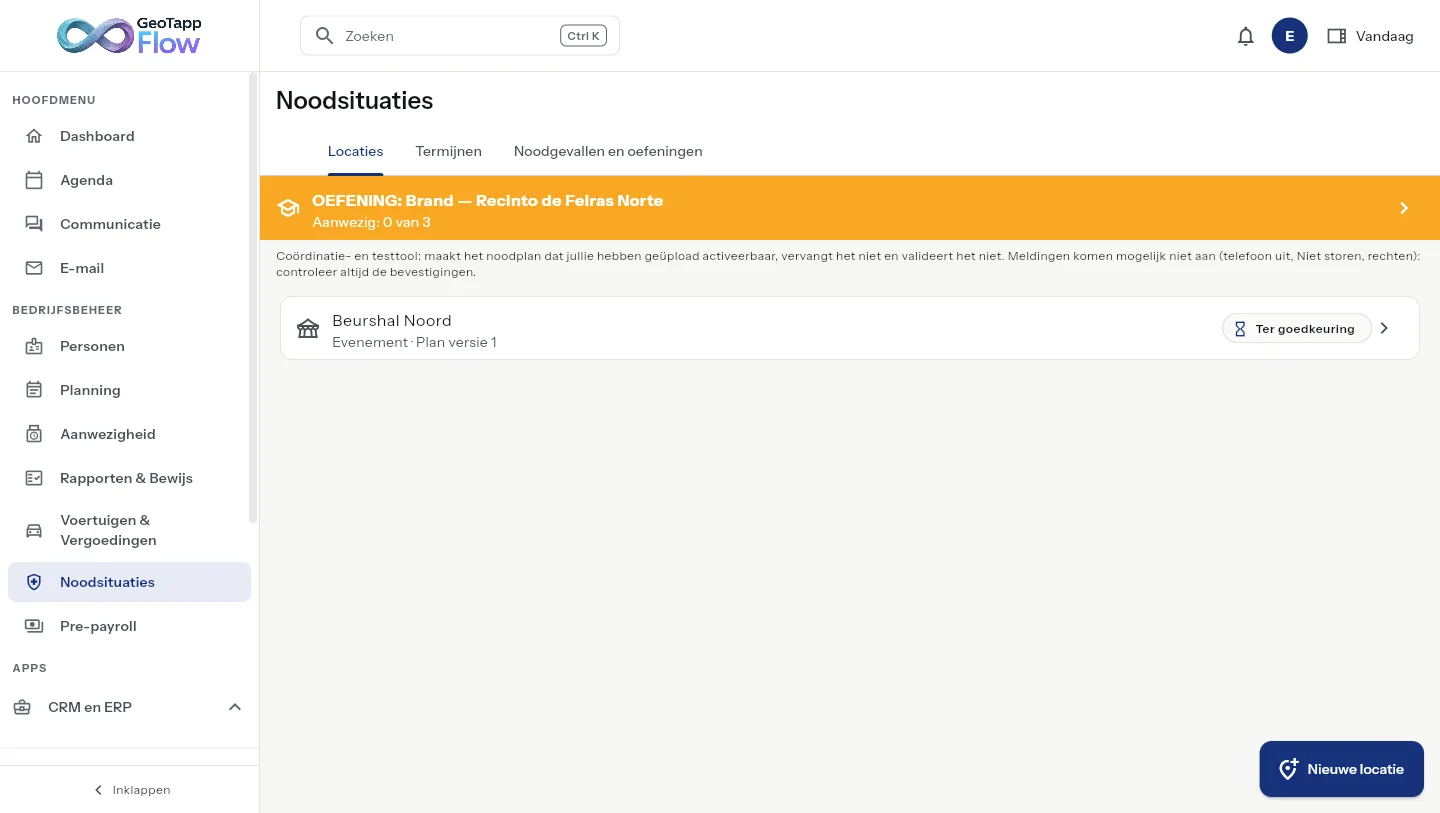 GeoTapp
Flow
Zoeken
Ctrl K
E
Vandaag
HOOFDMENU
Dashboard
Agenda
Communicatie
E-mail
BEDRIJFSBEHEER
Personen
Planning
Aanwezigheid
Rapporten & Bewijs
Voertuigen &
Vergoedingen
Noodsituaties
Pre-payroll
APPS
CRM en ERP
Inklappen
Noodsituaties
Locaties
Termijnen
Noodgevallen en oefeningen
OEFENING: Brand — Recinto de Feiras Norte
Aanwezig: 0 van 3
Coördinatie- en testtool: maakt het noodplan dat jullie hebben geüpload activeerbaar, vervangt het niet en valideert het niet. Meldingen komen mogelijk niet aan (telefoon uit, Niet storen, rechten):
controleer altijd de bevestigingen.
Beurshal Noord
Evenement · Plan versie 1
Ter goedkeuring
Nieuwe locatie